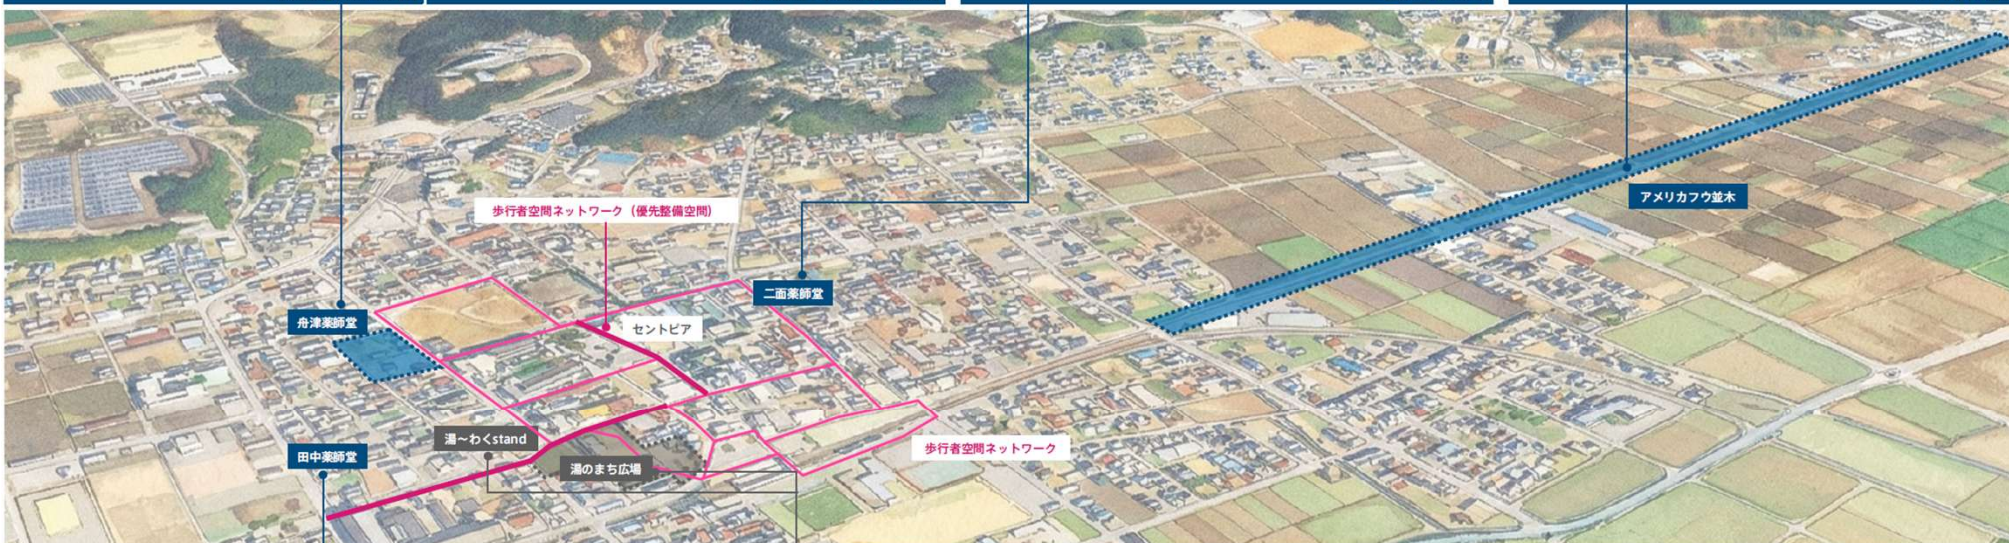 歩行者空間ネットワーク（優先整備空間）
アメリカフウ並木
二面薬師堂
舟津薬師堂
セントピア
湯～わくstand
歩行者空間ネットワーク
田中薬師堂
湯のまち広場